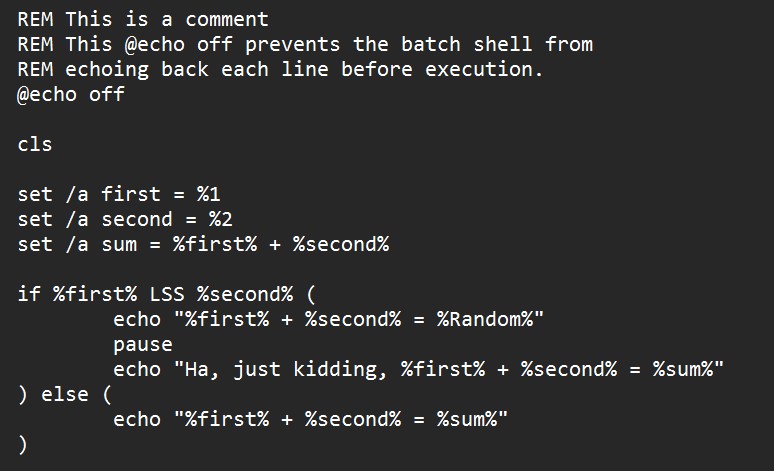 REM This is a comment
REM This @echo off prevents the batch shell from
REM echoing back each line before execution.
@echo off
cls
set /a first = %1
set /a second = %2
set /a sum = %first% + %second%
if %first% LSS %second% (
echo "%first% + %second% = %Random%"
pause
echo "Ha, just kidding, %first% + %second% = %sum%"
) else (
echo "%first% + %second% = %sum%"
)